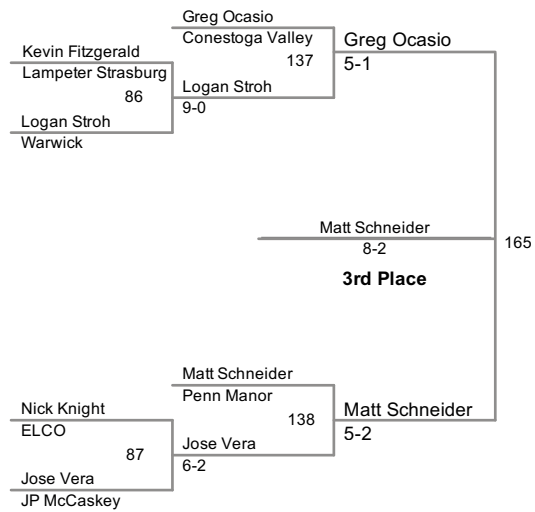 Greg Ocasio
Conestoga Valley
Greg Ocasio
Kevin Fitzgerald
137
5-1
Lampeter Strasburg
86
Logan Stroh
9-0
Logan Stroh
Warwick
Matt Schneider
165
8-2
3rd Place
Matt Schneider
Penn Manor
Nick Knight
138
Matt Schneider
ELCO
5-2
87
Jose Vera
6-2
Jose Vera
JP McCaskey